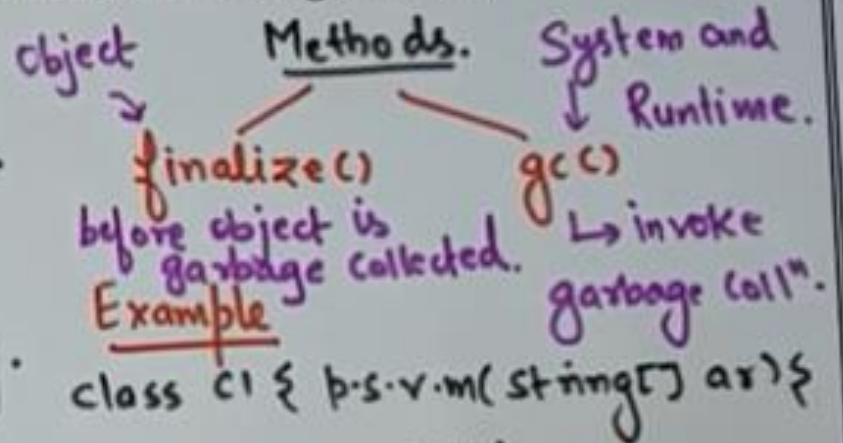 object Methods. System and
Runtime.
finalize() gc()
before object is
garbage collected.
↳ invoke
garbage collⁿ.
Example
class C1 { p.s.v.m( string[] ar) {